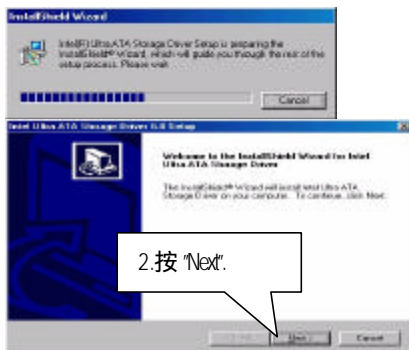 InstallShield Wizard
Intel(R) Ultra ATA Storage Driver Setup is preparing the
InstallShield® Wizard, which will guide you through the rest of the
setup process. Please wait.
Cancel
Intel Ultra ATA Storage Driver 6.0 Setup
Welcome to the InstallShield Wizard for Intel
Ultra ATA Storage Driver
The InstallShield® Wizard will install Intel Ultra ATA
Storage Driver on your computer. To continue, click Next.
2.按 "Next".
Next >
Cancel